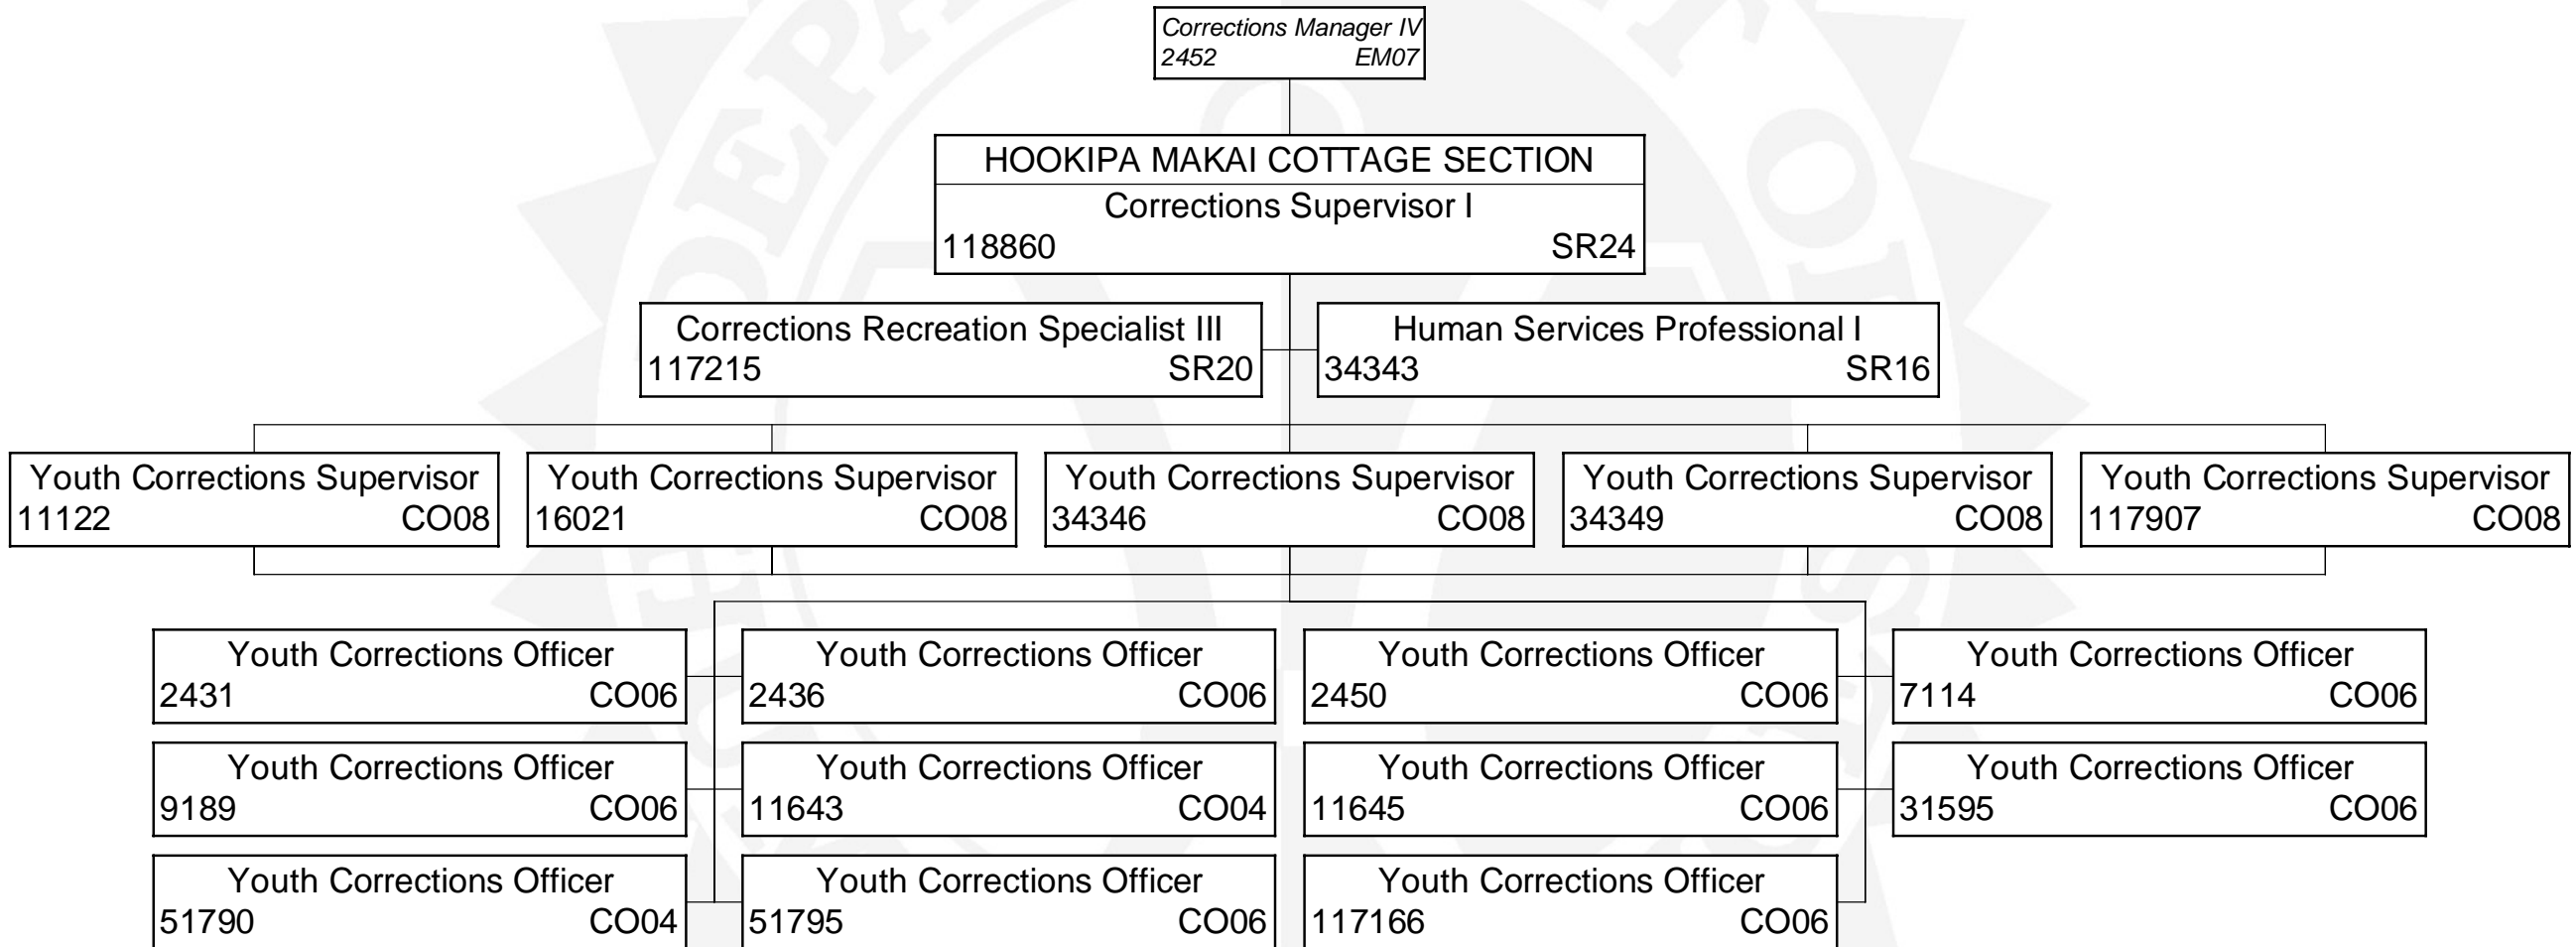 Corrections Manager IV
2452 EM07
HOOKIPA MAKAI COTTAGE SECTION
Corrections Supervisor I
118860 SR24
Corrections Recreation Specialist III
117215 SR20
Human Services Professional I
34343 SR16
Youth Corrections Supervisor
11122 CO08
Youth Corrections Supervisor
16021 CO08
Youth Corrections Supervisor
34346 CO08
Youth Corrections Supervisor
34349 CO08
Youth Corrections Supervisor
117907 CO08
Youth Corrections Officer
2431 CO06
Youth Corrections Officer
2436 CO06
Youth Corrections Officer
2450 CO06
Youth Corrections Officer
7114 CO06
Youth Corrections Officer
9189 CO06
Youth Corrections Officer
11643 CO04
Youth Corrections Officer
11645 CO06
Youth Corrections Officer
31595 CO06
Youth Corrections Officer
51790 CO04
Youth Corrections Officer
51795 CO06
Youth Corrections Officer
117166 CO06